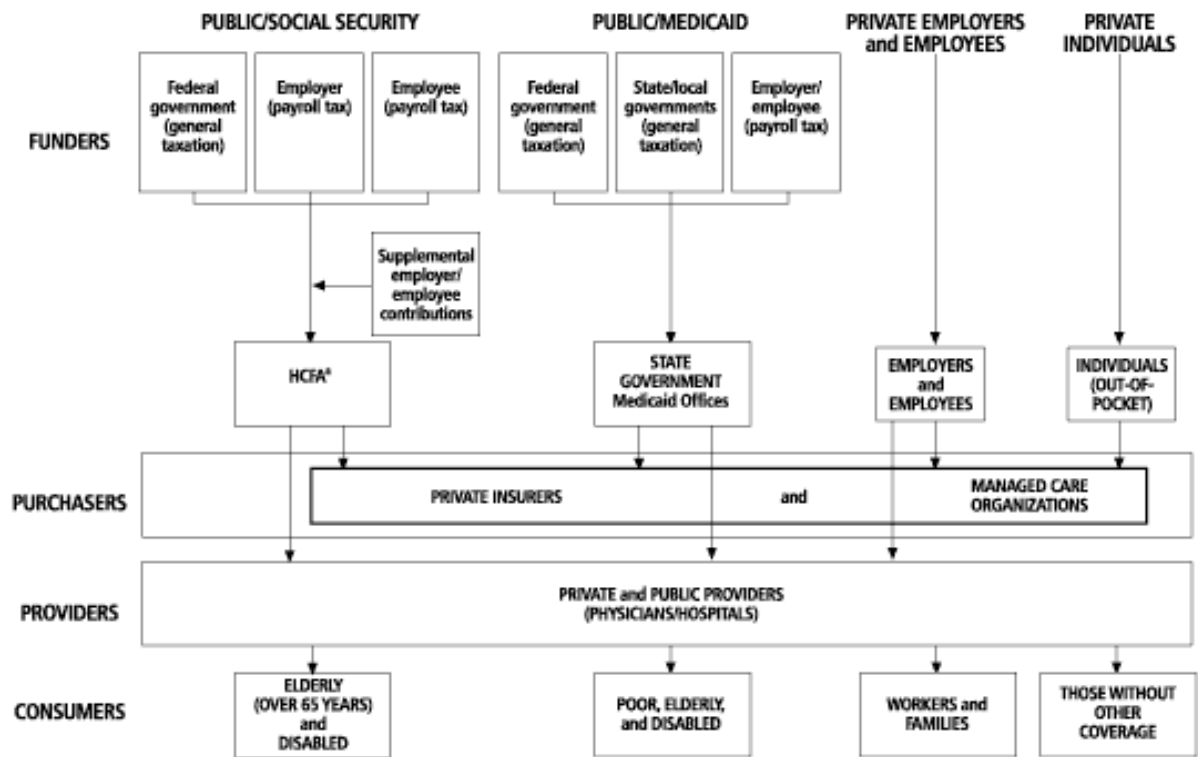 PUBLIC/SOCIAL SECURITY
PUBLIC/MEDICAID
PRIVATE EMPLOYERS
and EMPLOYEES
PRIVATE
INDIVIDUALS
FUNDERS
Federal
government
(general
taxation)
Employer
(payroll tax)
Employee
(payroll tax)
Federal
government
(general
taxation)
State/local
governments
(general
taxation)
Employer/
employee
(payroll tax)
Supplemental
employer/
employee
contributions
HCFAª
STATE
GOVERNMENT
Medicaid Offices
EMPLOYERS
and
EMPLOYEES
INDIVIDUALS
(OUT-OF-
POCKET)
PURCHASERS
PRIVATE INSURERS
and
MANAGED CARE
ORGANIZATIONS
PROVIDERS
PRIVATE and PUBLIC PROVIDERS
(PHYSICIANS/HOSPITALS)
CONSUMERS
ELDERLY
(OVER 65 YEARS)
and
DISABLED
POOR, ELDERLY,
and DISABLED
WORKERS and
FAMILIES
THOSE WITHOUT
OTHER
COVERAGE